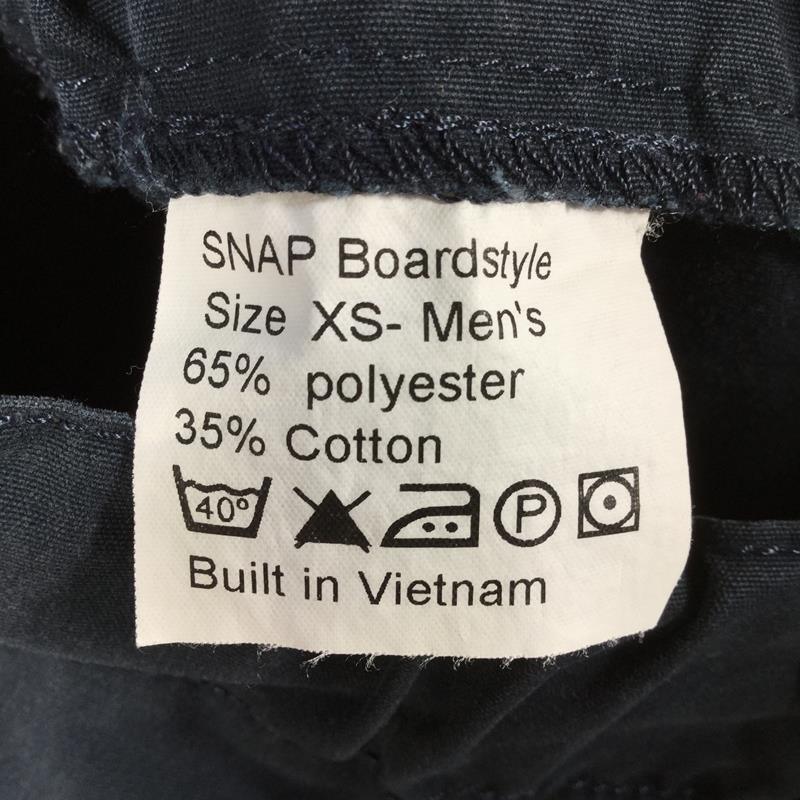 SNAP Boardstyle
Size XS- Men's
65% polyester
35% Cotton
40° P
Built in Vietnam